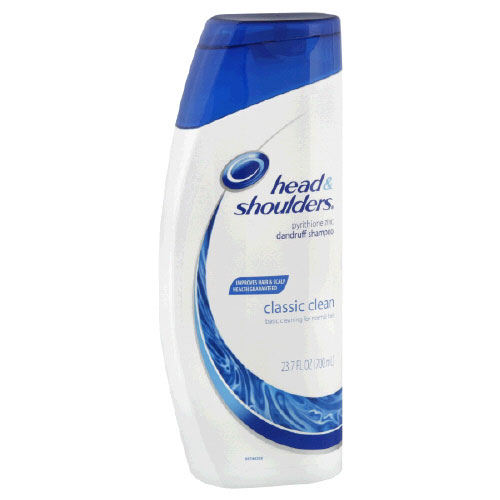 head&
shoulders®
pyrithione zinc
dandruff shampoo
IMPROVES HAIR & SCALP
HEALTH GUARANTEED
classic clean
basic cleaning for normal hair
23.7 FL OZ (700 mL)